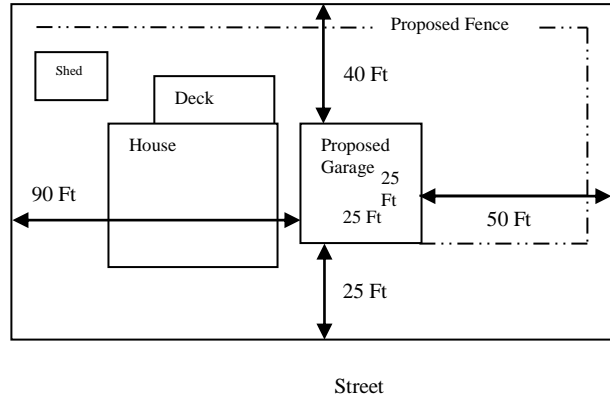 Proposed Fence
Shed
40 Ft
Deck
House
Proposed
Garage
25
Ft
25 Ft
90 Ft
50 Ft
25 Ft
Street